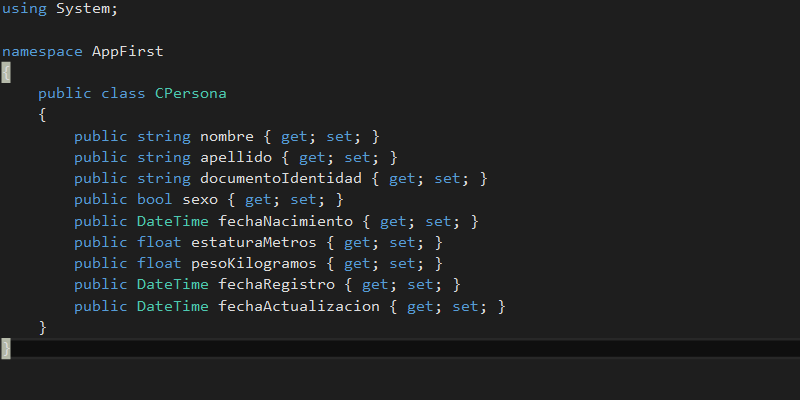 using System;
namespace AppFirst
{
public class CPersona
{
public string nombre { get; set; }
public string apellido { get; set; }
public string documentoIdentidad { get; set; }
public bool sexo { get; set; }
public DateTime fechaNacimiento { get; set; }
public float estaturaMetros { get; set; }
public float pesoKilogramos { get; set; }
public DateTime fechaRegistro { get; set; }
public DateTime fechaActualizacion { get; set; }
}
}